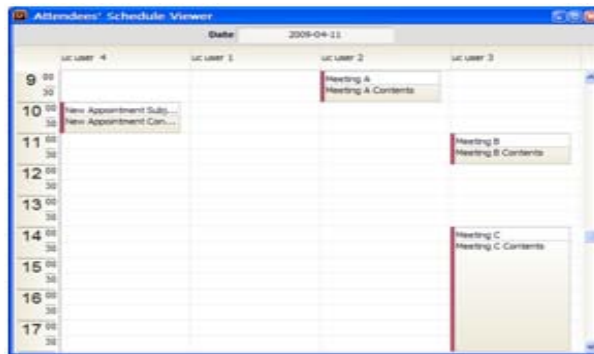 Attendees' Schedule Viewer
Date 2009-04-11
uc user 4 uc user 1 uc user 2 uc user 3
9 00
Meeting A
30
Meeting A Contents
10 00
New Appointment Subj...
30
New Appointment Con...
11 00
Meeting B
30
Meeting B Contents
12 00
30
13 00
30
14 00
Meeting C
30
Meeting C Contents
15 00
30
16 00
30
17 00
30